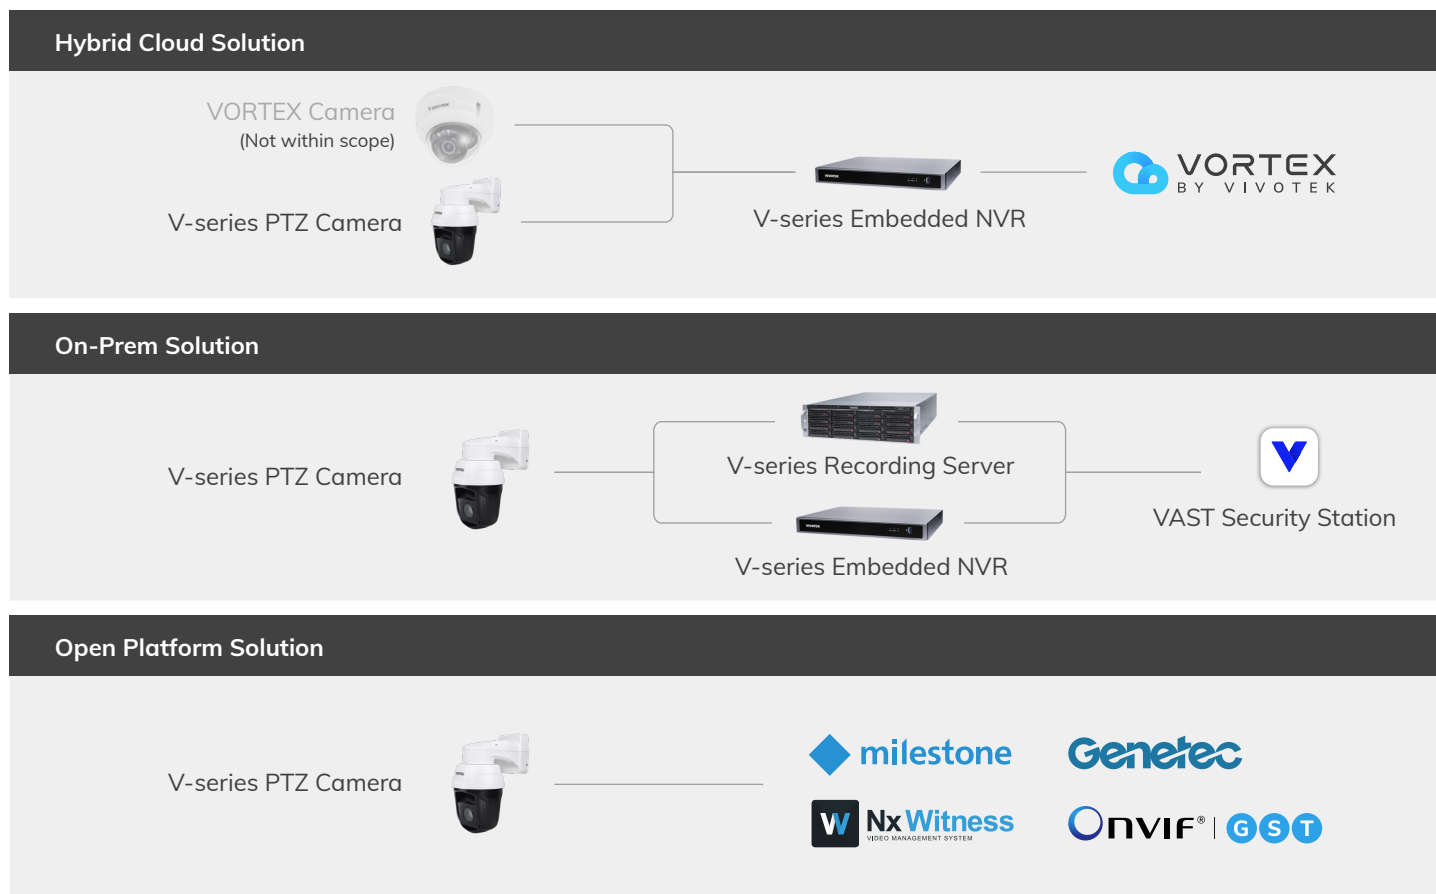 Hybrid Cloud Solution
VORTEX Camera
(Not within scope)
V-series PTZ Camera
VIVOTEK
V-series Embedded NVR
VORTEX
BY VIVOTEK
On-Prem Solution
V-series PTZ Camera
V-series Recording Server
VIVOTEK
V-series Embedded NVR
V
VAST Security Station
Open Platform Solution
V-series PTZ Camera
milestone
Genetec
W Nx Witness
VIDEO MANAGEMENT SYSTEM
ONVIF® | GST